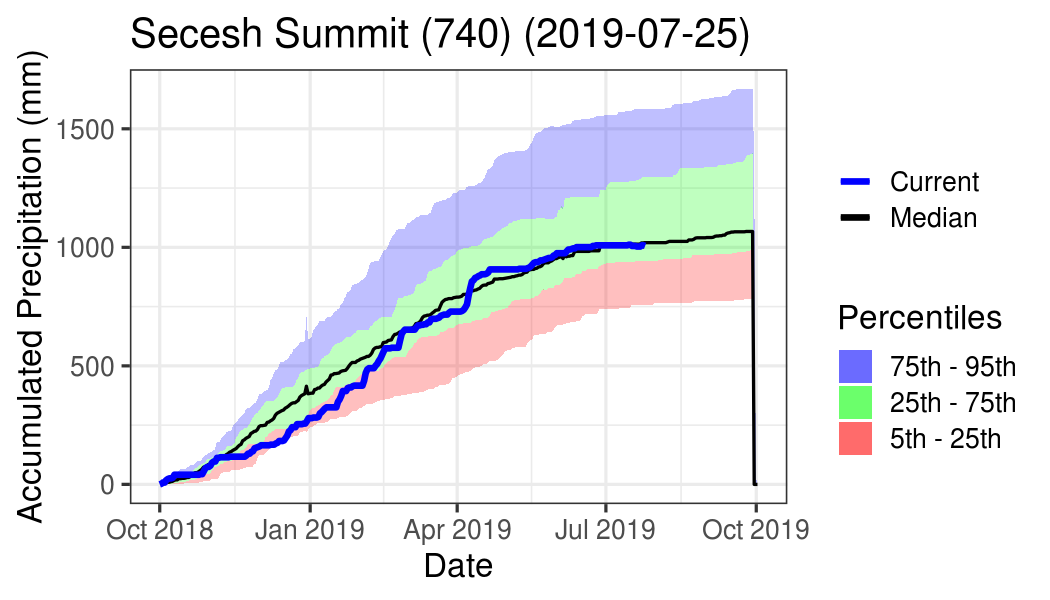 Secesh Summit (740) (2019-07-25)
Accumulated Precipitation (mm)
1500
1000
500
0
Oct 2018
Jan 2019
Apr 2019
Jul 2019
Oct 2019
Date
Current
Median
Percentiles
75th - 95th
25th - 75th
5th - 25th